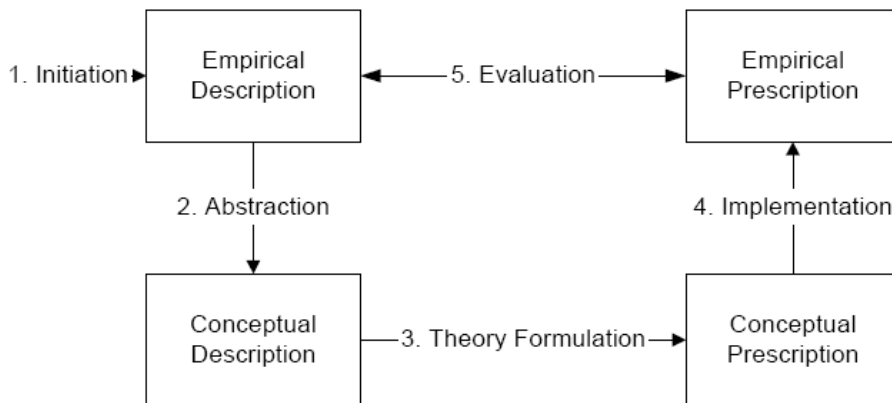 1. Initiation
Empirical
Description
5. Evaluation
Empirical
Prescription
2. Abstraction
4. Implementation
Conceptual
Description
3. Theory Formulation
Conceptual
Prescription